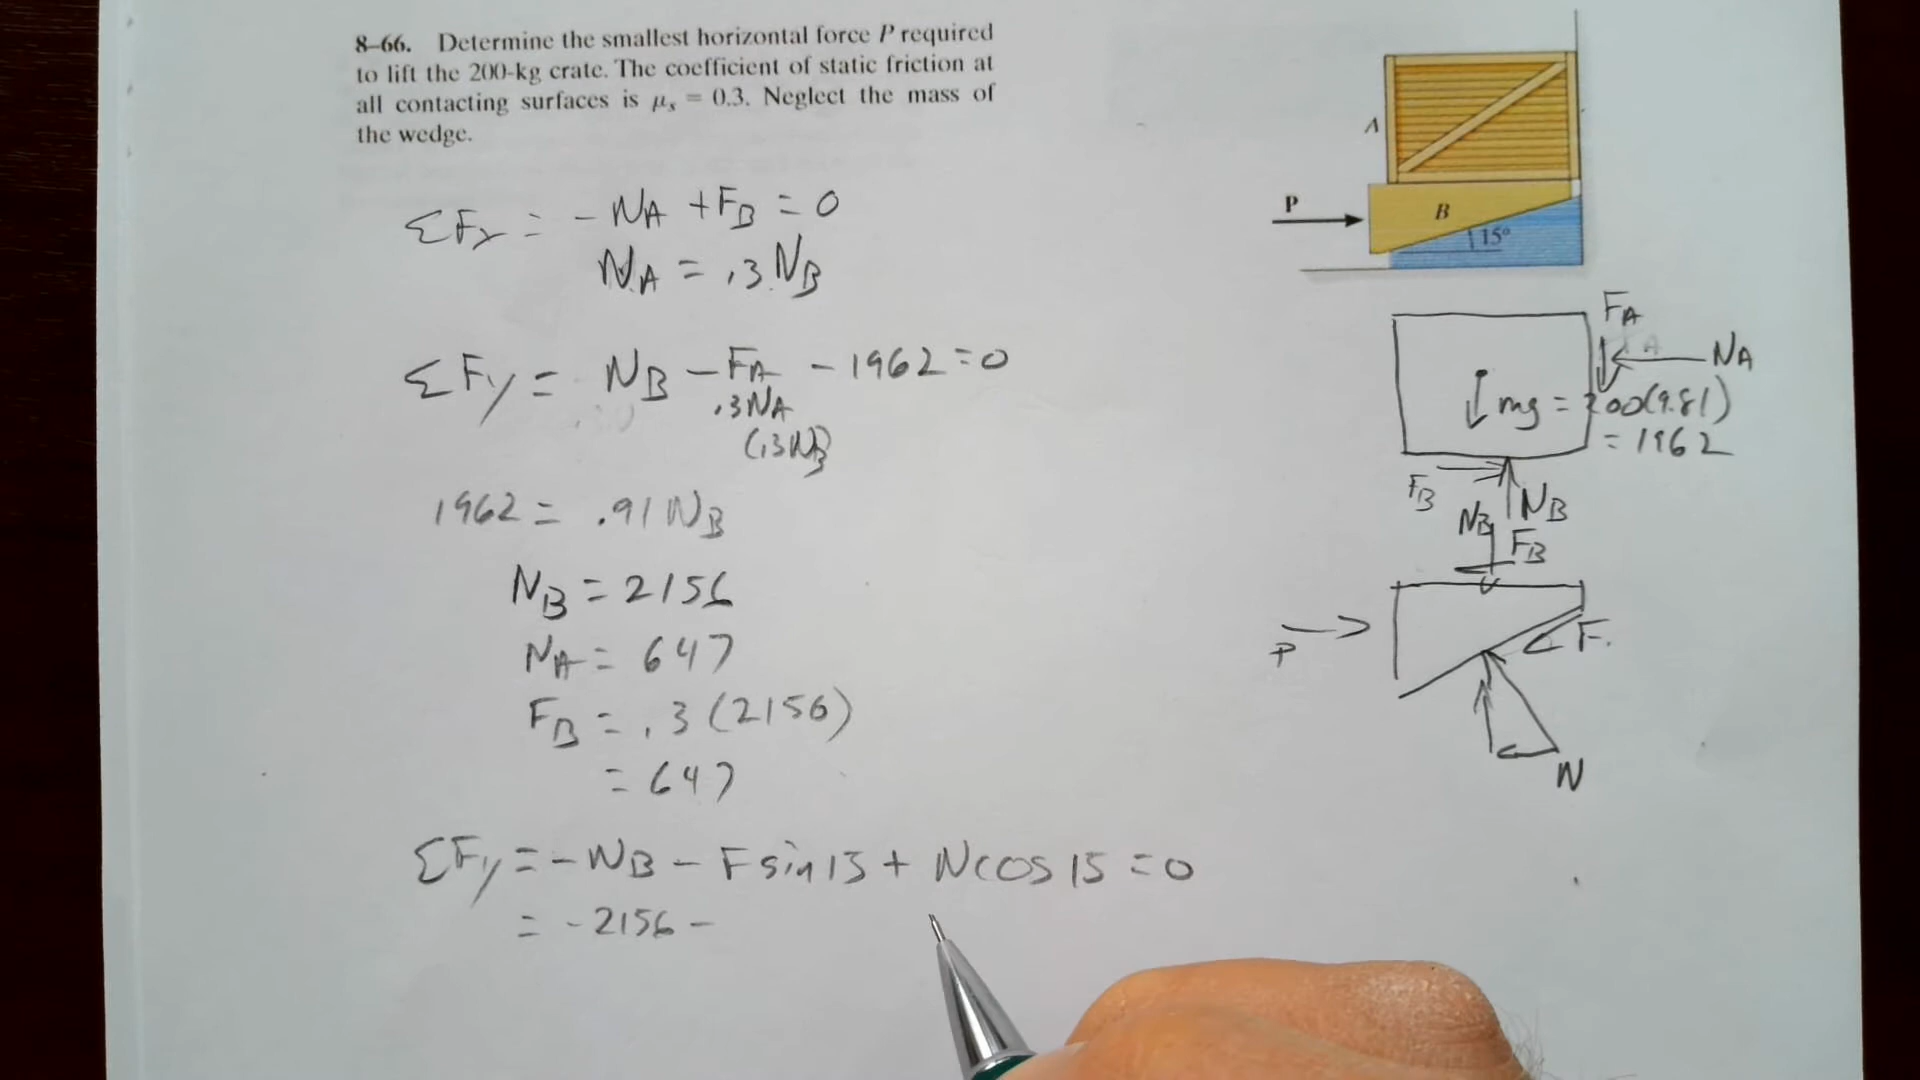 8–66. Determine the smallest horizontal force P required
to lift the 200-kg crate. The coefficient of static friction at
all contacting surfaces is μs = 0.3. Neglect the mass of
the wedge.
ΣFx = - NA + FB = 0
NA = .3 NB
ΣFy = NB - FA - 1962 = 0
.3NA
(.3NB)
1962 = .91 NB
NB = 2156
NA = 647
FB = .3 (2156)
= 647
ΣFy = - NB - F sin 15 + N cos 15 = 0
= - 2156 -
A
P
B
15°
FA
NA
mg = 200(9.81)
= 1962
FB
NB
NB
FB
P
F
N